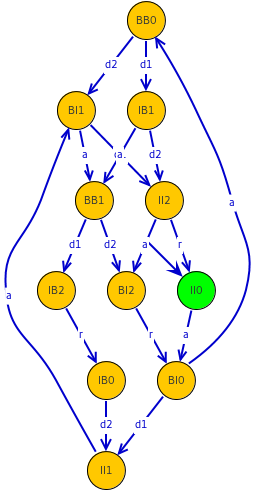 BB0
d2 d1
BI1 IB1
a a d2
BB1 II2
a
d1 d2 a r
IB2 BI2 II0
a
r r a
IB0 BI0
d2 d1
II1